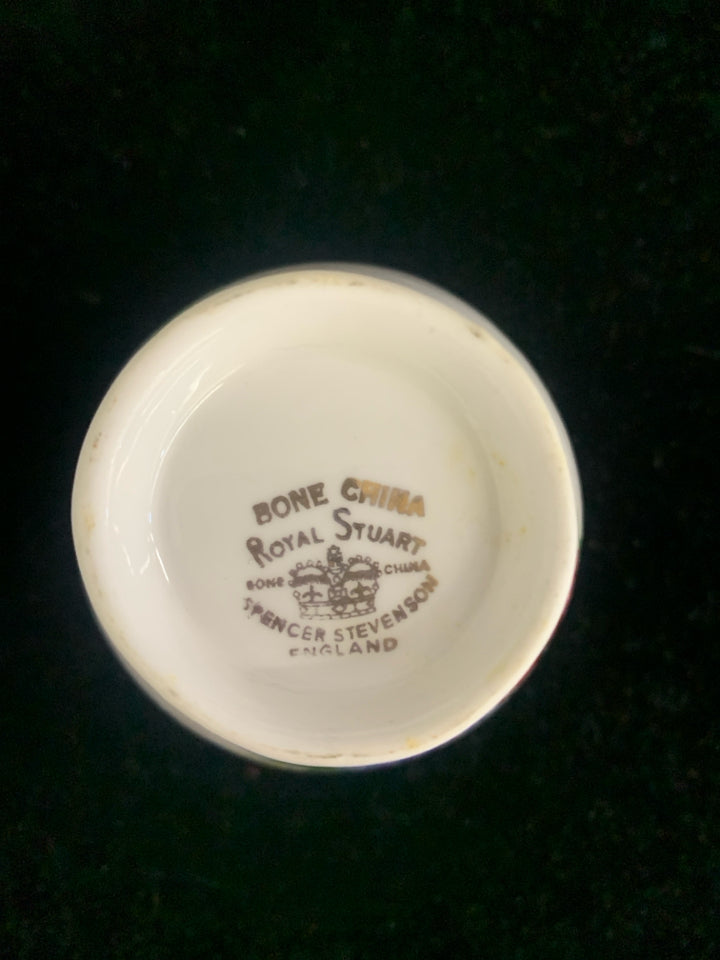 BONE CHINA
ROYAL STUART
BONE CHINA
SPENCER STEVENSON
ENGLAND